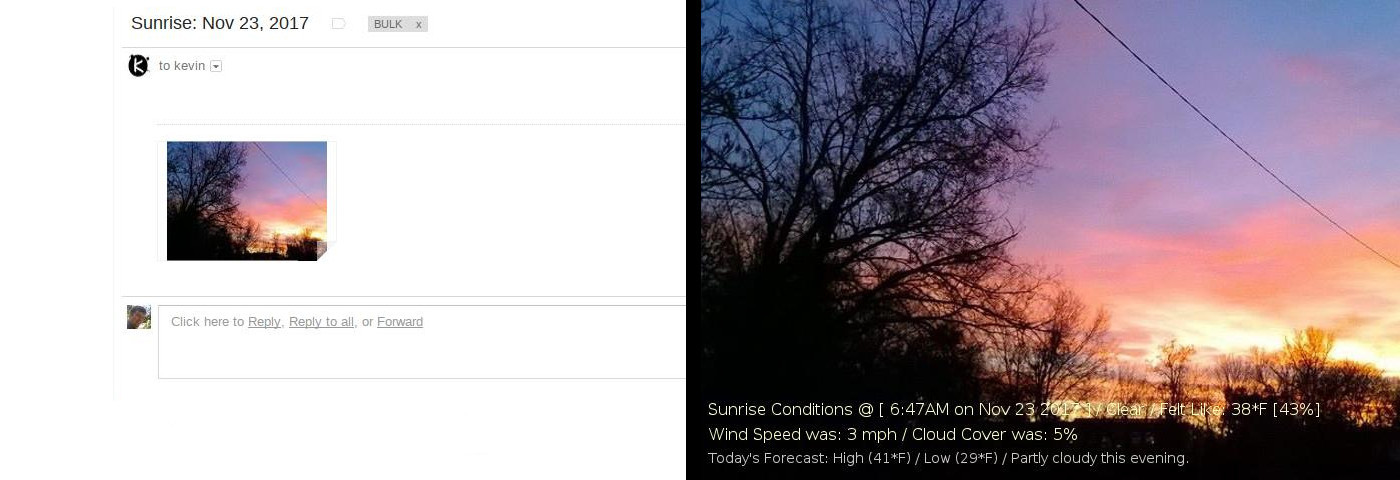 Sunrise: Nov 23, 2017 BULK x
K to kevin
Click here to Reply, Reply to all, or Forward
Sunrise Conditions @ [ 6:47AM on Nov 23 2017 ] / Clear / Felt Like: 38*F [43%]
Wind Speed was: 3 mph / Cloud Cover was: 5%
Today's Forecast: High (41*F) / Low (29*F) / Partly cloudy this evening.